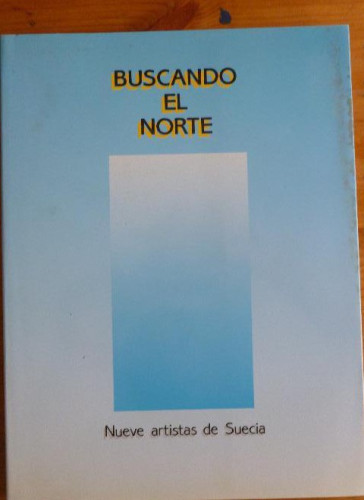 BUSCANDO
EL
NORTE
Nueve artistas de Suecia